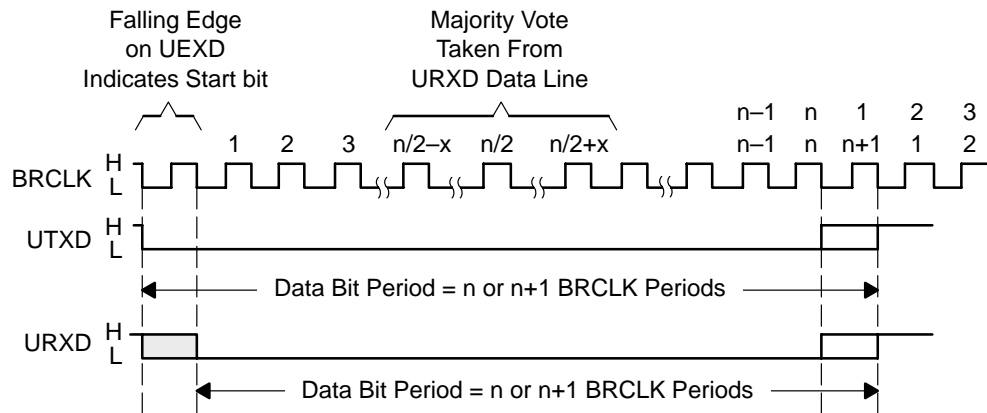 Falling Edge
on UEXD
Indicates Start bit
Majority Vote
Taken From
URXD Data Line
n–1 n 1 2 3
1 2 3 n/2–x n/2 n/2+x n–1 n n+1 1 2
BRCLK H
L
UTXD H
L
Data Bit Period = n or n+1 BRCLK Periods
URXD H
L
Data Bit Period = n or n+1 BRCLK Periods